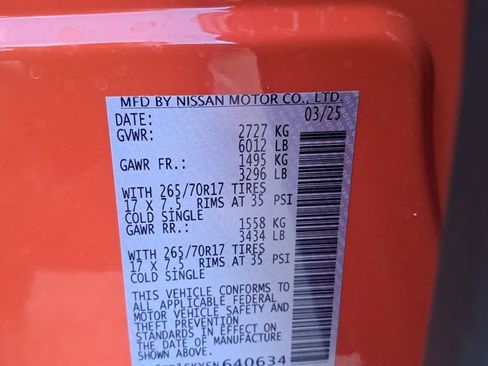 MFD BY NISSAN MOTOR CO., LTD.
DATE: 03/25
GVWR: 2727 KG
6012 LB
GAWR FR.: 1495 KG
3296 LB
WITH 265/70R17 TIRES
17 X 7.5 RIMS AT 35 PSI
COLD SINGLE
GAWR RR.: 1558 KG
3434 LB
WITH 265/70R17 TIRES
17 X 7.5 RIMS AT 35 PSI
COLD SINGLE
THIS VEHICLE CONFORMS TO
ALL APPLICABLE FEDERAL
MOTOR VEHICLE SAFETY AND
THEFT PREVENTION
STANDARDS IN EFFECT ON
THE DATE OF MANUFACTURE
640634